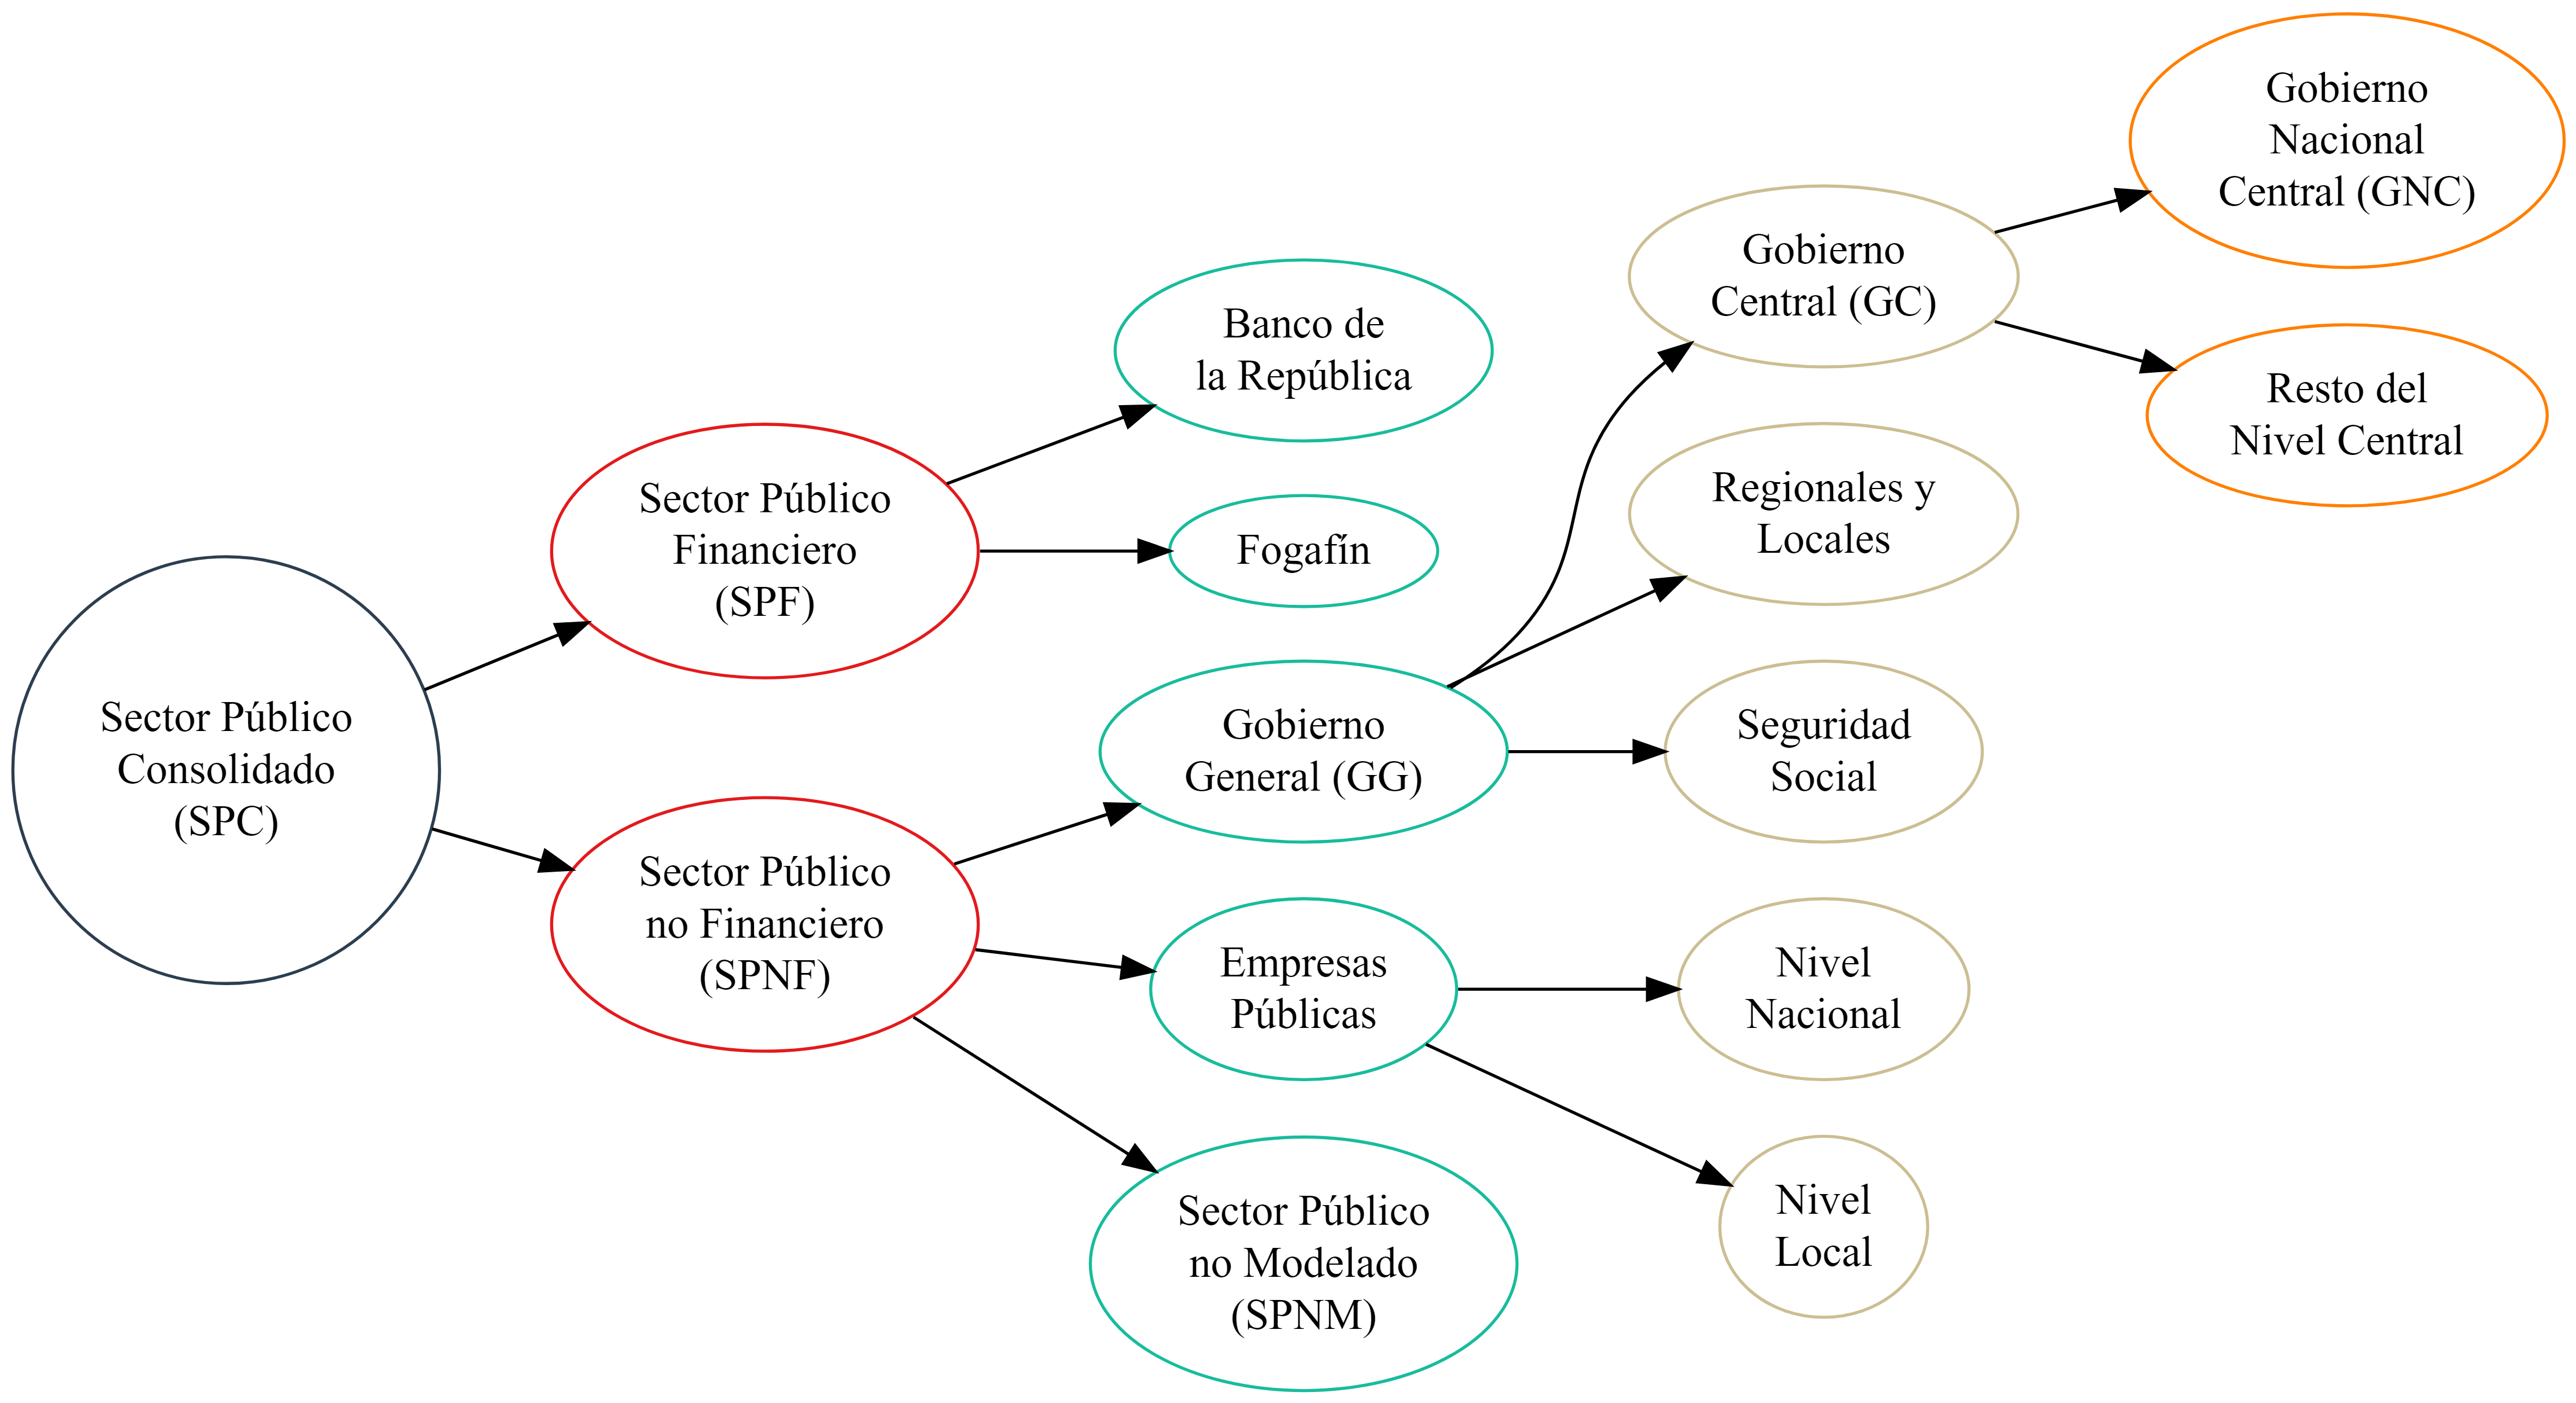 Sector Público
Consolidado
(SPC)
Sector Público
Financiero
(SPF)
Sector Público
no Financiero
(SPNF)
Banco de
la República
Fogafín
Gobierno
General (GG)
Empresas
Públicas
Sector Público
no Modelado
(SPNM)
Gobierno
Central (GC)
Regionales y
Locales
Seguridad
Social
Nivel
Nacional
Nivel
Local
Gobierno
Nacional
Central (GNC)
Resto del
Nivel Central